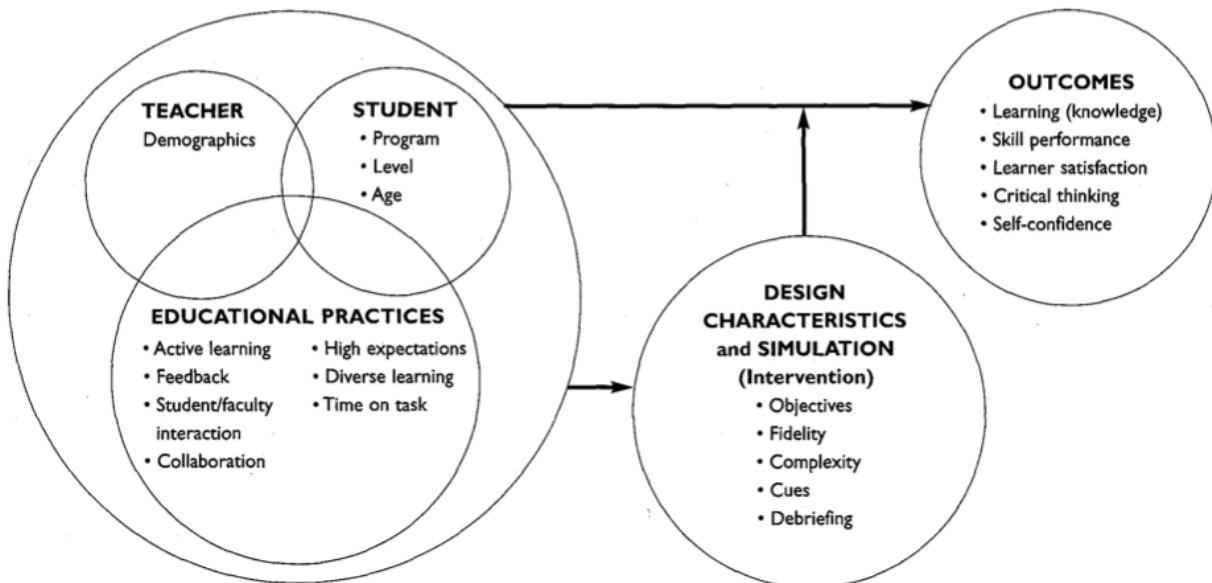 TEACHER
Demographics
STUDENT
• Program
• Level
• Age
EDUCATIONAL PRACTICES
• Active learning
• Feedback
• Student/faculty
interaction
• Collaboration
• High expectations
• Diverse learning
• Time on task
DESIGN
CHARACTERISTICS
and SIMULATION
(Intervention)
• Objectives
• Fidelity
• Complexity
• Cues
• Debriefing
OUTCOMES
• Learning (knowledge)
• Skill performance
• Learner satisfaction
• Critical thinking
• Self-confidence